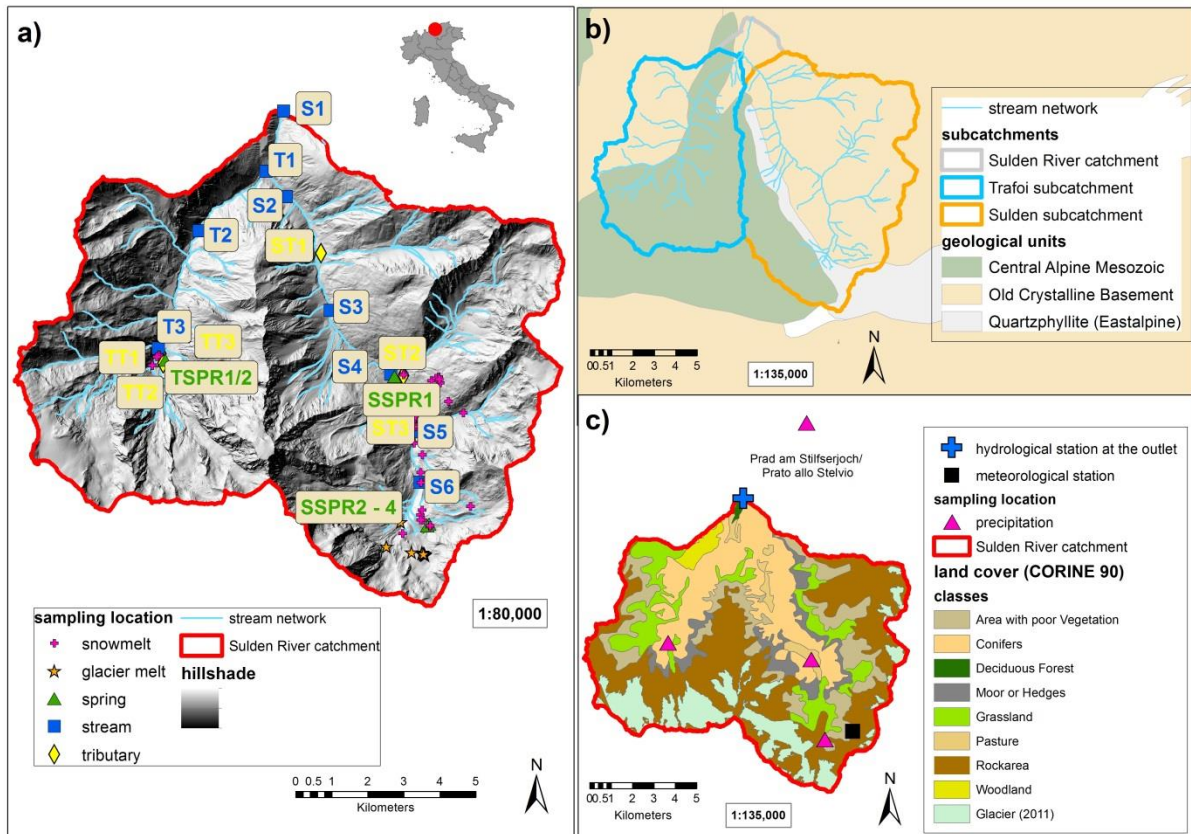 a)
S1
T1
S2
T2
ST1
S3
T3
TT3
TT1
S4
ST2
TSPR1/2
TT2
SSPR1
ST3
S5
S6
SSPR2 - 4
1:80,000
sampling location
snowmelt
glacier melt
spring
stream
tributary
stream network
Sulden River catchment
hillshade
0 0.5 1 2 3 4 5
Kilometers
N
b)
stream network
subcatchments
Sulden River catchment
Trafoi subcatchment
Sulden subcatchment
geological units
Central Alpine Mesozoic
Old Crystalline Basement
Quartzphyllite (Eastalpine)
N
00.51 2 3 4 5
Kilometers
1:135,000
c)
Prad am Stilfserjoch/
Prato allo Stelvio
hydrological station at the outlet
meteorological station
sampling location
precipitation
Sulden River catchment
land cover (CORINE 90)
classes
Area with poor Vegetation
Conifers
Deciduous Forest
Moor or Hedges
Grassland
Pasture
Rockarea
Woodland
Glacier (2011)
N
00.51 2 3 4 5
Kilometers
1:135,000